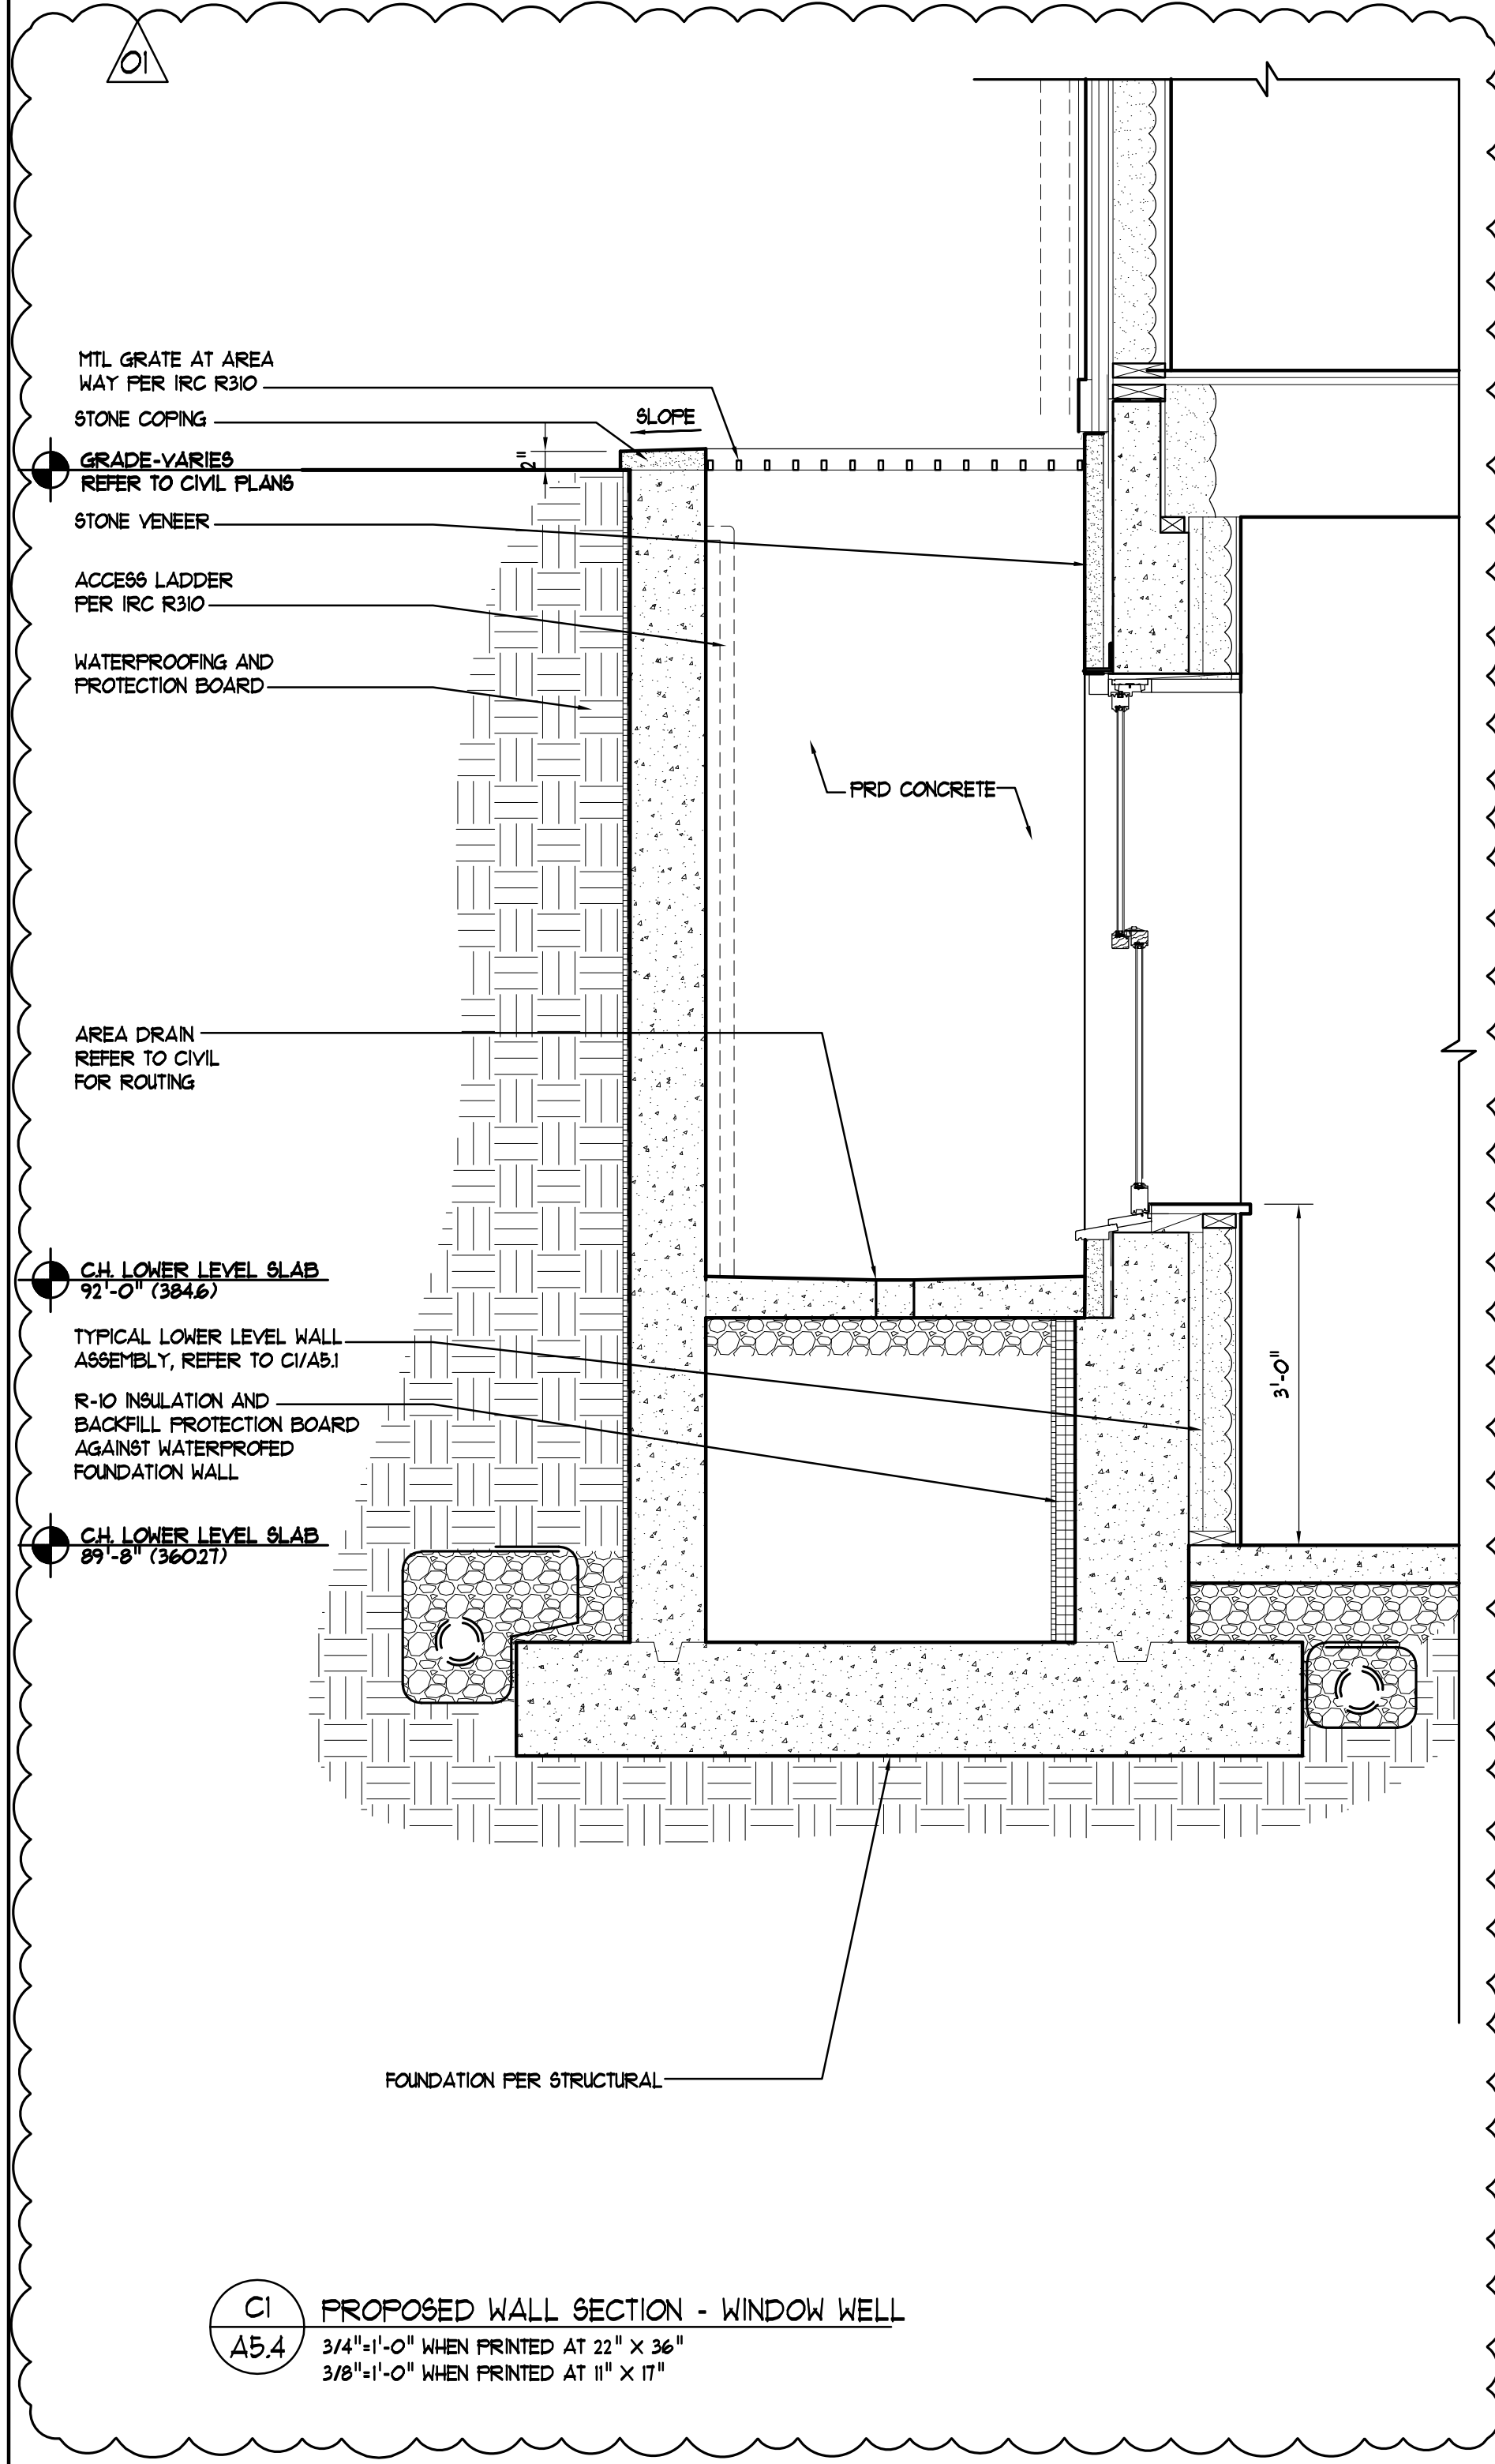 01
MTL GRATE AT AREA
WAY PER IRC R310
STONE COPING
SLOPE
2"
GRADE-VARIES
REFER TO CIVIL PLANS
STONE VENEER
ACCESS LADDER
PER IRC R310
WATERPROOFING AND
PROTECTION BOARD
PRD CONCRETE
AREA DRAIN
REFER TO CIVIL
FOR ROUTING
C.H. LOWER LEVEL SLAB
92'-0" (384.6)
TYPICAL LOWER LEVEL WALL
ASSEMBLY, REFER TO C1/A5.1
3'-0"
R-10 INSULATION AND
BACKFILL PROTECTION BOARD
AGAINST WATERPROFED
FOUNDATION WALL
C.H. LOWER LEVEL SLAB
89'-8" (360.27)
FOUNDATION PER STRUCTURAL
C1
A5.4
PROPOSED WALL SECTION - WINDOW WELL
3/4"=1'-0" WHEN PRINTED AT 22" X 36"
3/8"=1'-0" WHEN PRINTED AT 11" X 17"